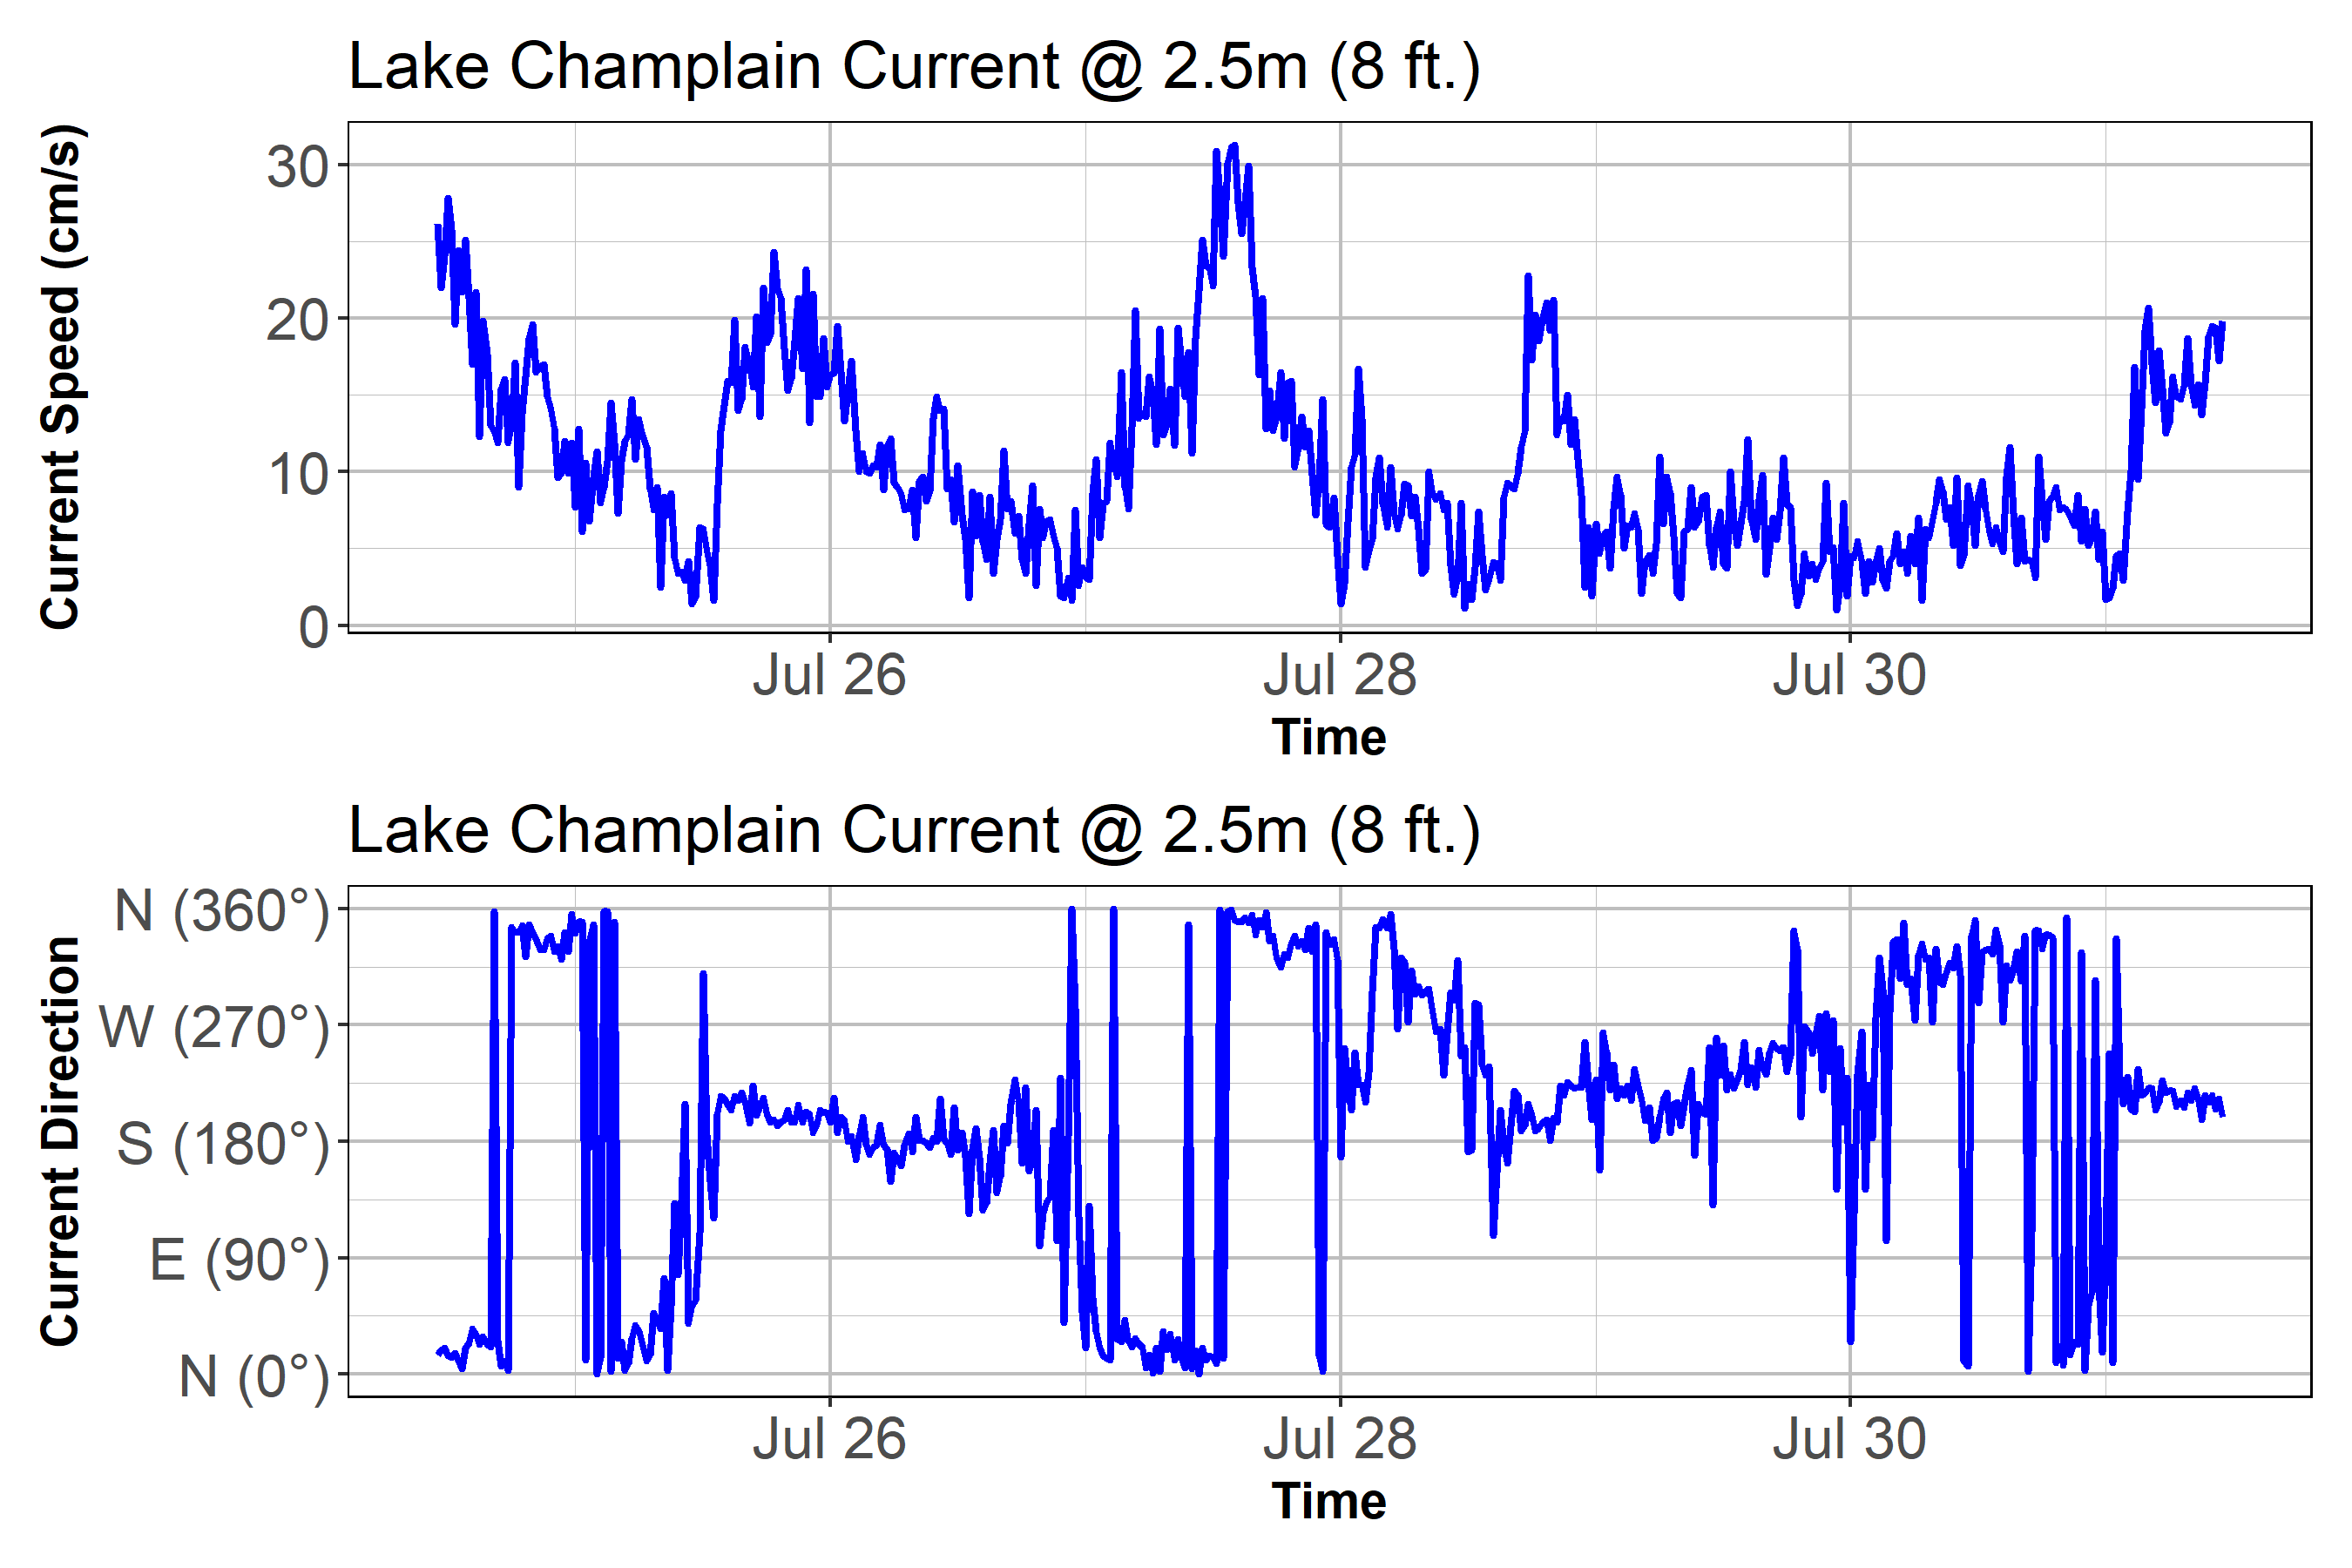 Lake Champlain Current @ 2.5m (8 ft.)
Current Speed (cm/s)
30
20
10
0
Jul 26 Jul 28 Jul 30
Time
Lake Champlain Current @ 2.5m (8 ft.)
Current Direction
N (360°)
W (270°)
S (180°)
E (90°)
N (0°)
Jul 26 Jul 28 Jul 30
Time